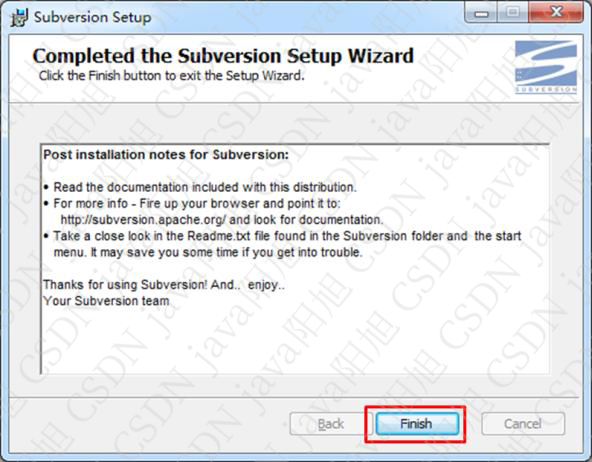 Subversion Setup
Completed the Subversion Setup Wizard
Click the Finish button to exit the Setup Wizard.
SUBVERSION
Post installation notes for Subversion:
• Read the documentation included with this distribution.
• For more info - Fire up your browser and point it to:
http://subversion.apache.org/ and look for documentation.
• Take a close look in the Readme.txt file found in the Subversion folder and the start
menu. It may save you some time if you get into trouble.
Thanks for using Subversion! And.. enjoy..
Your Subversion team
Back
Finish
Cancel
CSDN java阳旭